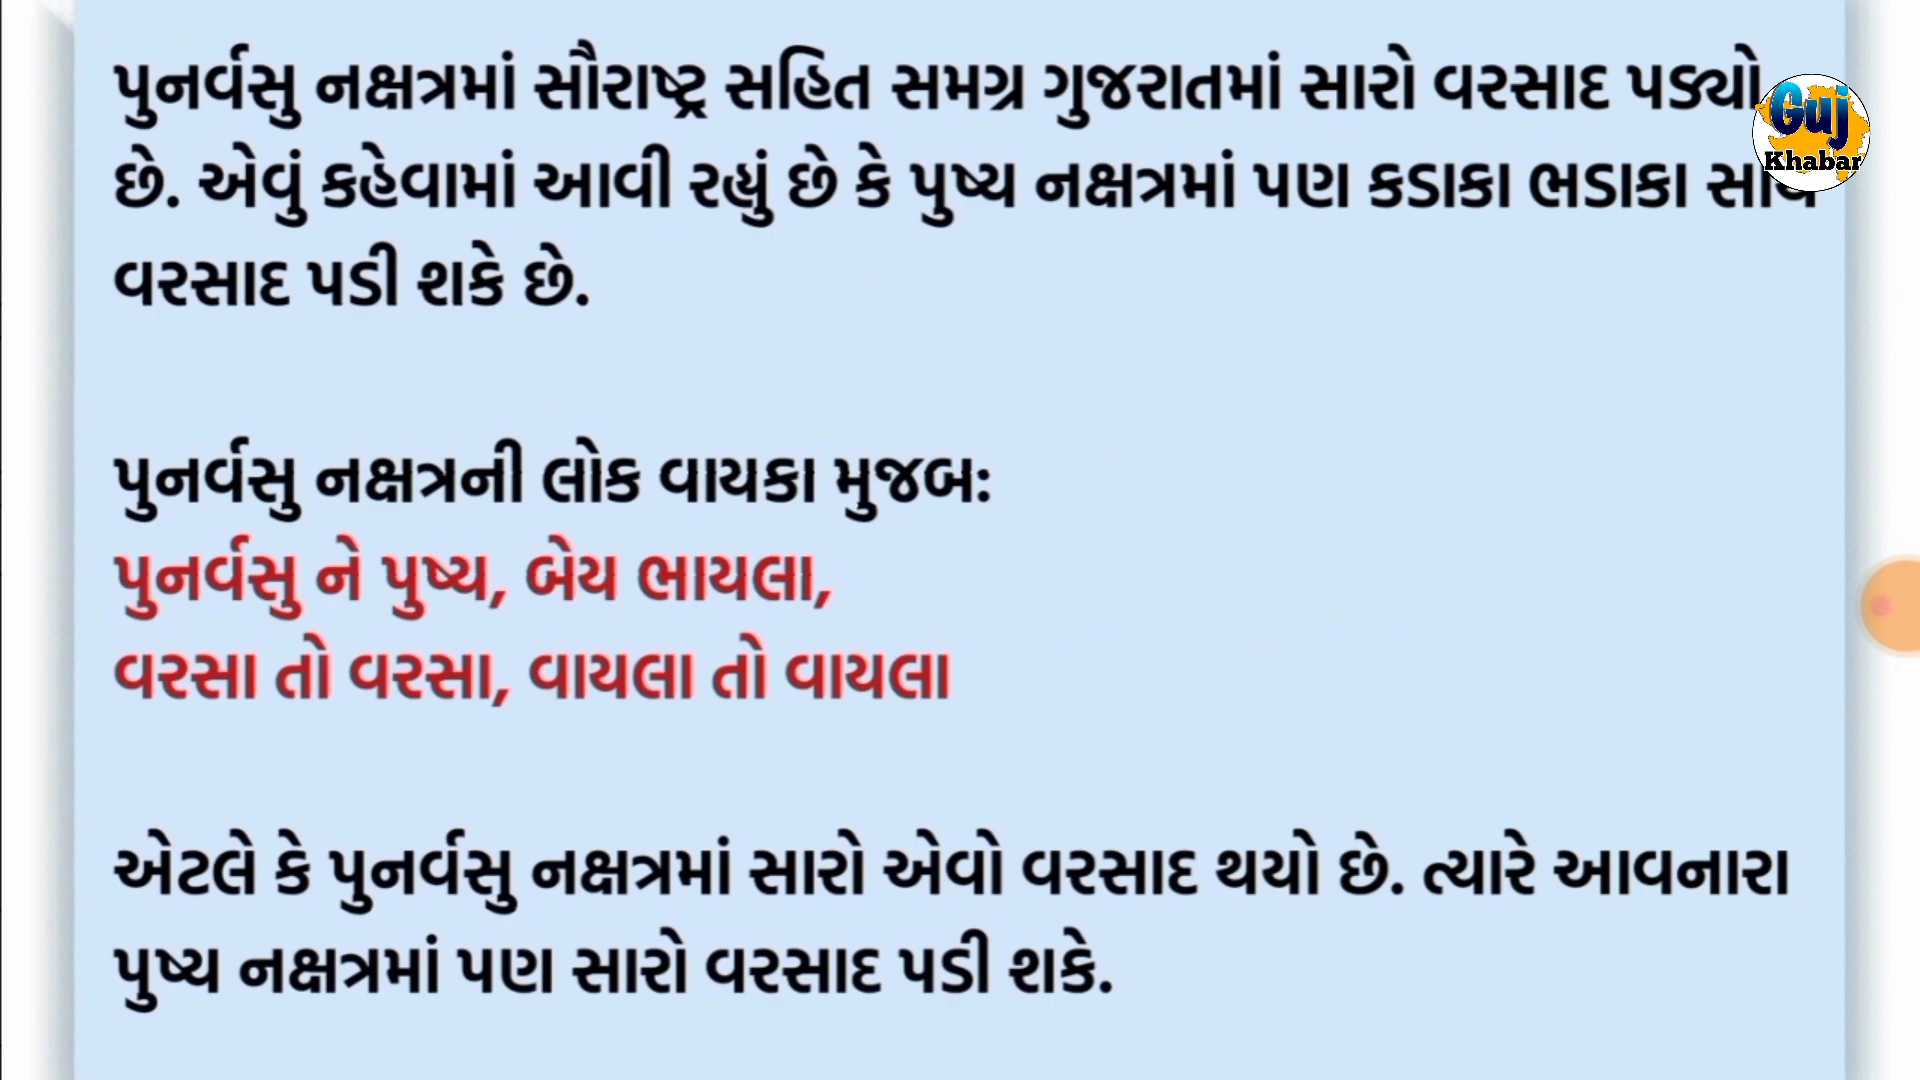 પુનર્વસુ નક્ષત્રમાં સૌરાષ્ટ્ર સહિત સમગ્ર ગુજરાતમાં સારો વરસાદ પડ્યો
છે. એવું કહેવામાં આવી રહ્યું છે કે પુષ્ય નક્ષત્રમાં પણ કડાકા ભડાકા
વરસાદ પડી શકે છે.
પુનર્વસુ નક્ષત્રની લોક વાયકા મુજબઃ
પુનર્વસુ ને પુષ્ય, બેય ભાયલા,
વરસા તો વરસા, વાયલા તો વાયલા
એટલે કે પુનર્વસુ નક્ષત્રમાં સારો એવો વરસાદ થયો છે. ત્યારે આવનારા
પુષ્ય નક્ષત્રમાં પણ સારો વરસાદ પડી શકે.
Guj
Khabar